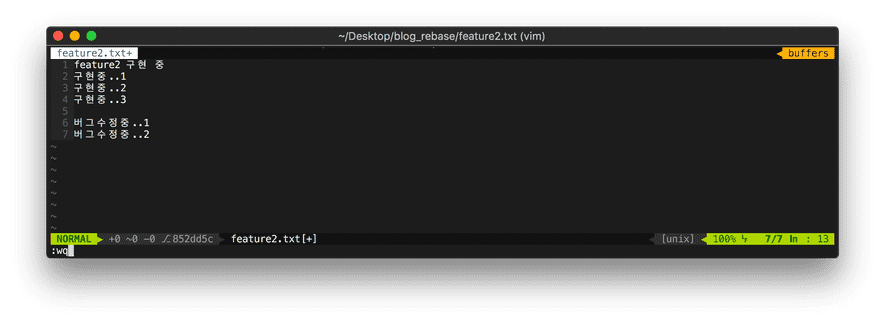 ~/Desktop/blog_rebase/feature2.txt (vim)
feature2.txt+ buffers
1 feature2 구현 중
2 구현중..1
3 구현중..2
4 구현중..3
5
6 버그수정중..1
7 버그수정중..2
~
~
~
~
~
~
~
~
NORMAL +0 ~0 -0 ⎇852dd5c feature2.txt[+] [unix] 100% ϟ 7/7 ln : 13
:wq